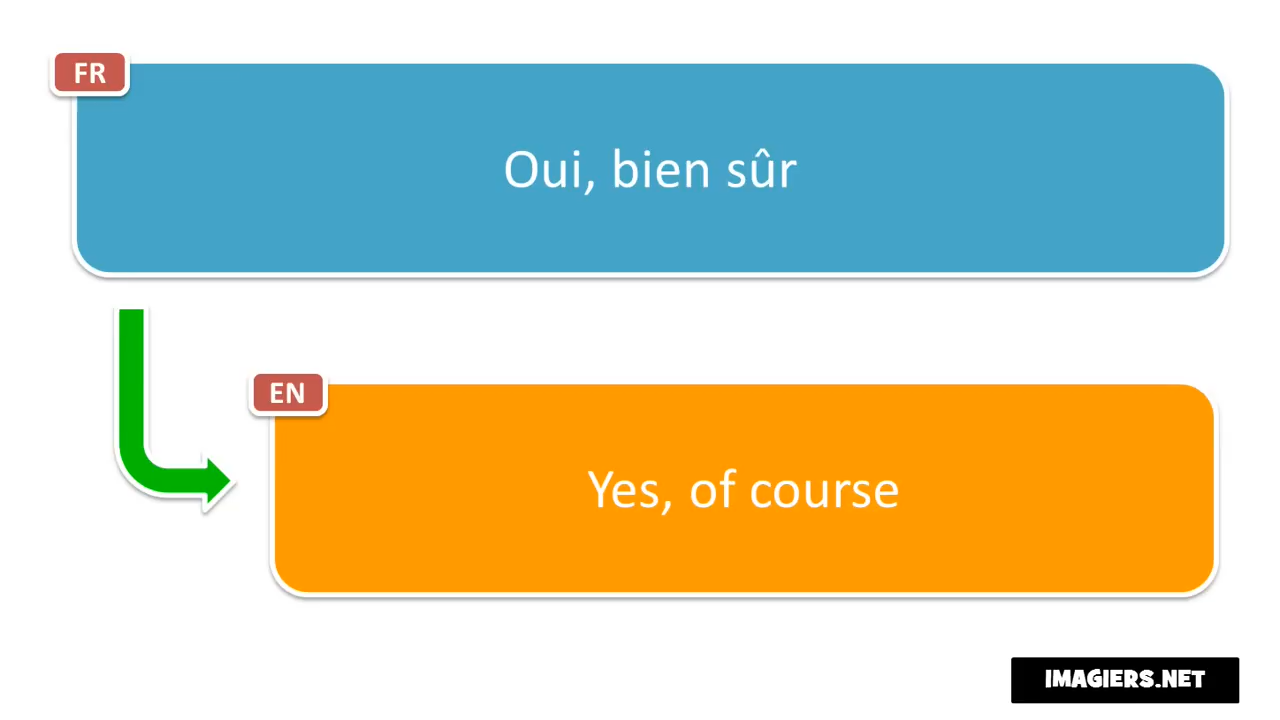 FR
Oui, bien sûr
EN
Yes, of course
IMAGIERS.NET